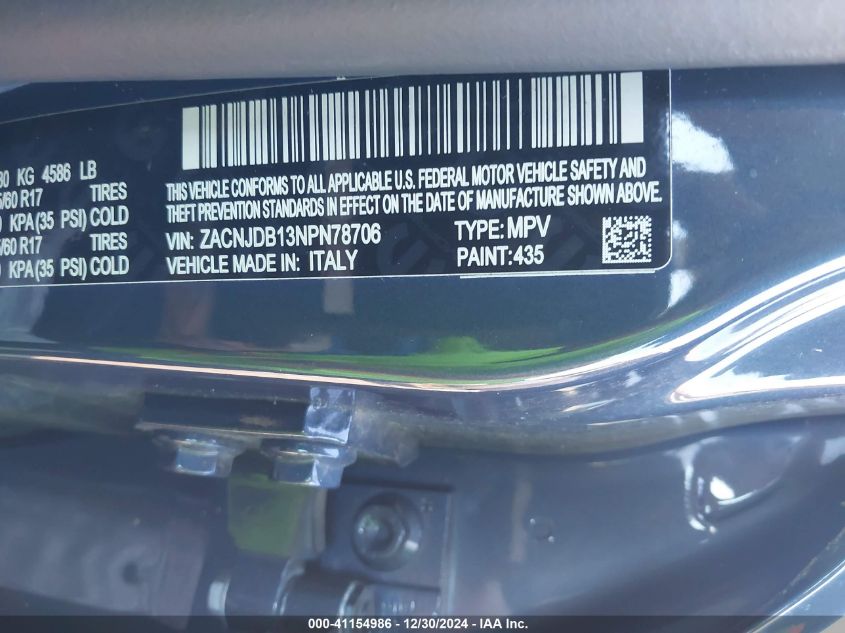 KG 4586 LB
/60 R17 TIRES
KPA(35 PSI) COLD
/60 R17 TIRES
KPA(35 PSI) COLD
THIS VEHICLE CONFORMS TO ALL APPLICABLE U.S. FEDERAL MOTOR VEHICLE SAFETY AND
THEFT PREVENTION STANDARDS IN EFFECT ON THE DATE OF MANUFACTURE SHOWN ABOVE.
VIN: ZACNJDB13NPN78706 TYPE: MPV
VEHICLE MADE IN: ITALY PAINT:435
000-41154986 - 12/30/2024 - IAA Inc.